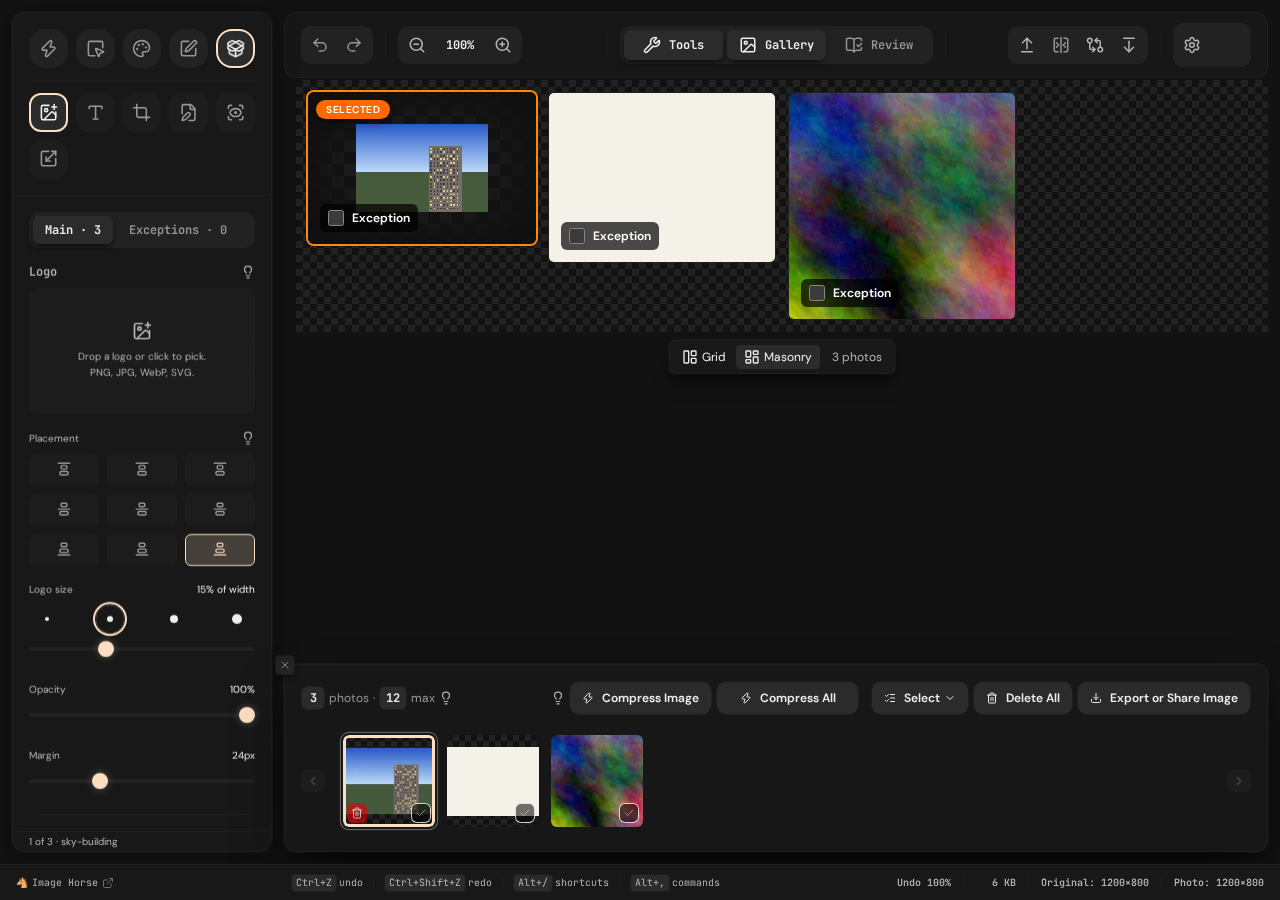 100%
Tools
Gallery
Review
SELECTED
Exception
Exception
Exception
Main · 3
Exceptions · 0
Logo
Drop a logo or click to pick.
PNG, JPG, WebP, SVG.
Placement
Logo size
15% of width
Opacity
100%
Margin
24px
1 of 3 · sky-building
Grid
Masonry
3 photos
3 photos · 12 max
Compress Image
Compress All
Select
Delete All
Export or Share Image
🐴 Image Horse
Ctrl+Z undo
Ctrl+Shift+Z redo
Alt+/ shortcuts
Alt+, commands
Undo 100%
6 KB
Original: 1200×800
Photo: 1200×800